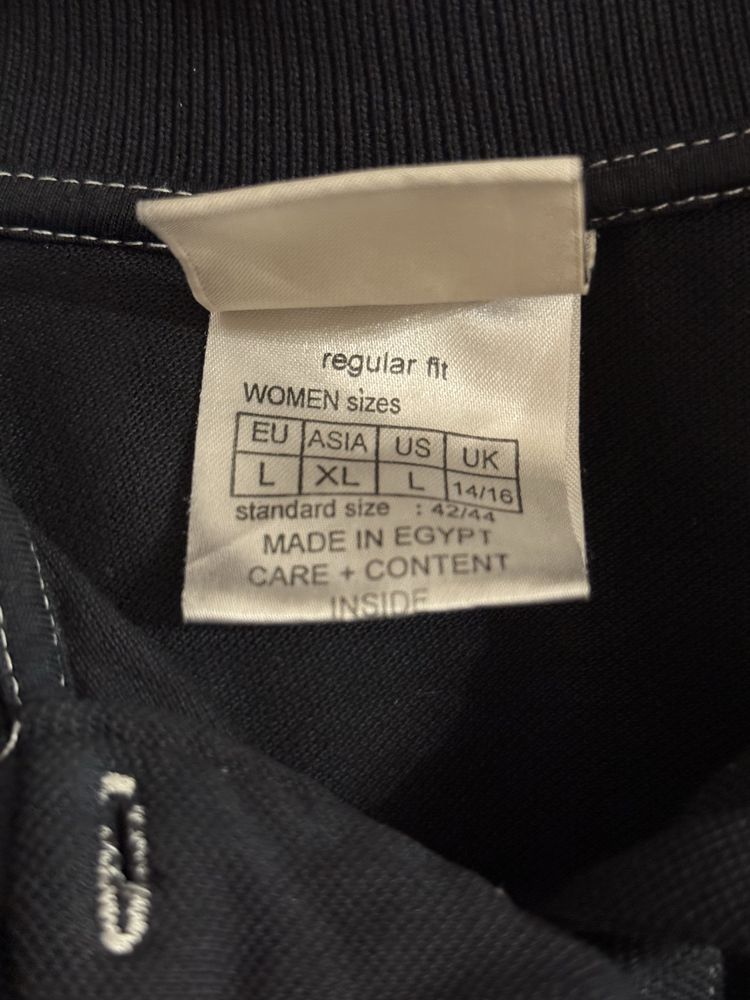 regular fit
WOMEN sizes
EU ASIA US UK
L XL L 14/16
standard size : 42/44
MADE IN EGYPT
CARE + CONTENT
INSIDE